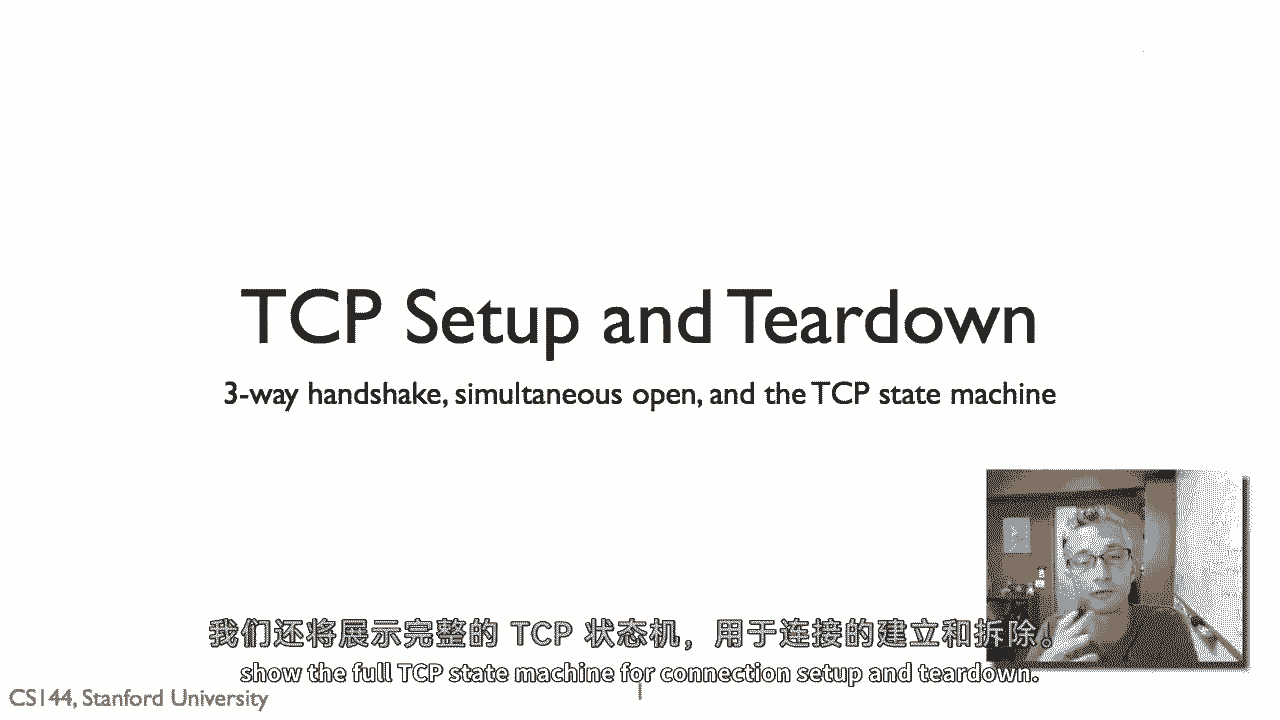 TCP Setup and Teardown
3-way handshake, simultaneous open, and the TCP state machine
我们还将展示完整的 TCP 状态机，用于连接的建立和拆除。
show the full TCP state machine for connection setup and teardown.
CS144, Stanford University
1